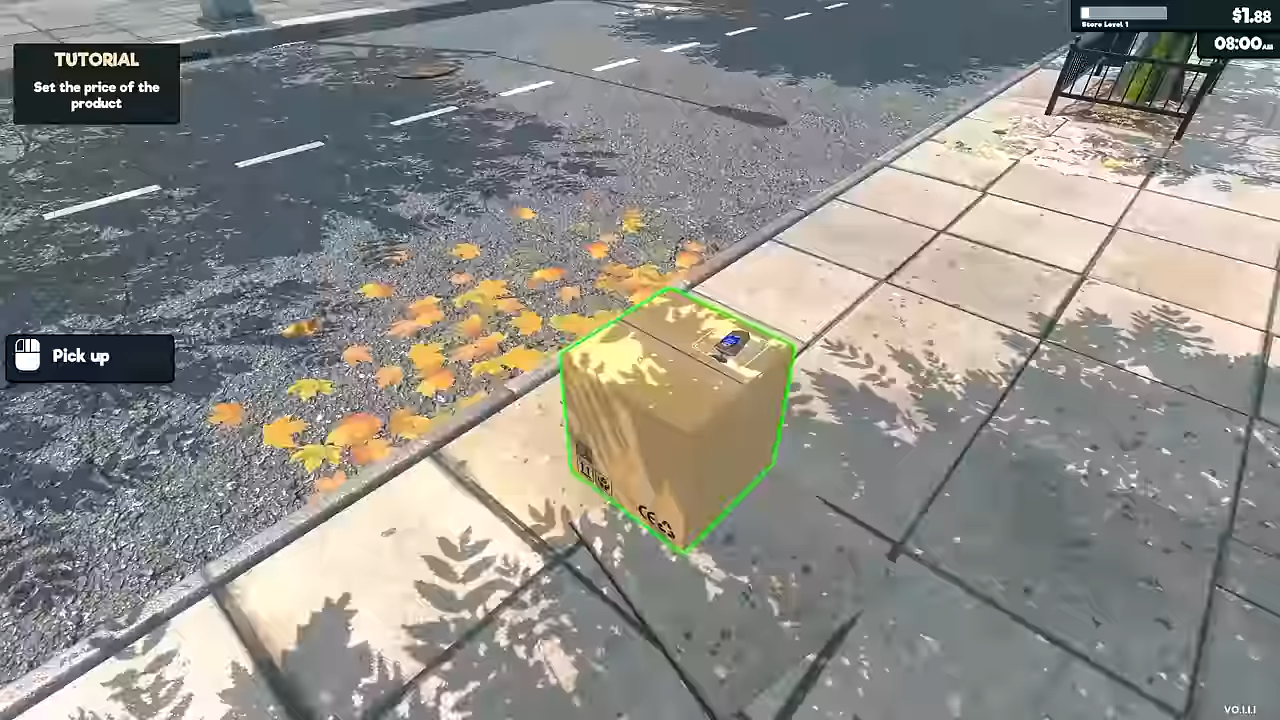 TUTORIAL
Set the price of the
product
Store Level 1
$1.88
08:00AM
Pick up
V0.1.1.1